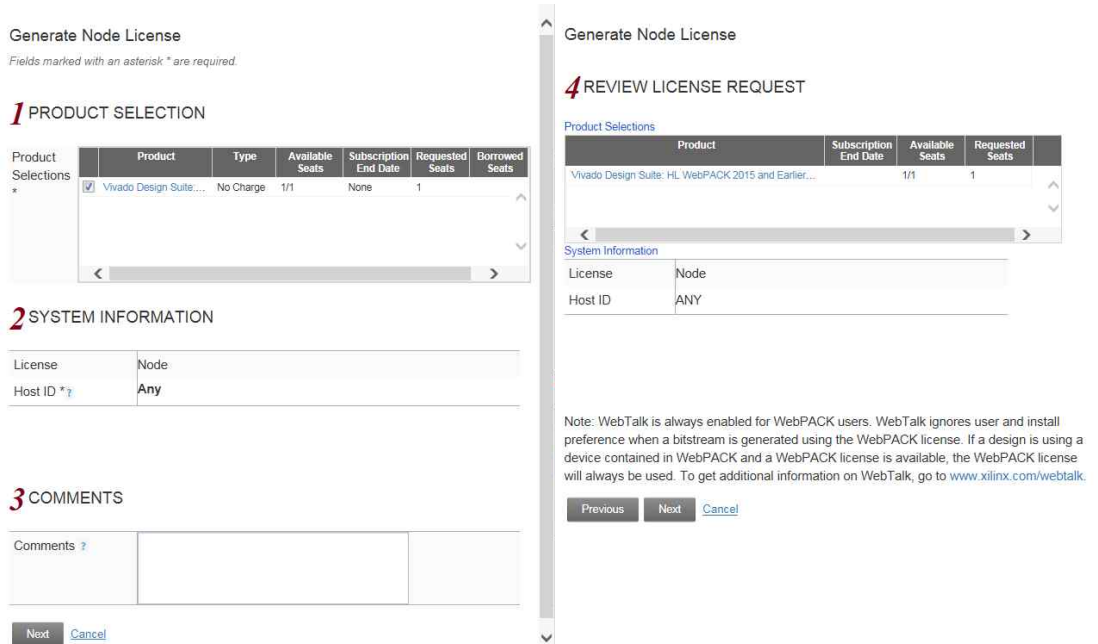 Generate Node License
Fields marked with an asterisk * are required.
1 PRODUCT SELECTION
Product Selections *
Product Type Available Seats Subscription End Date Requested Seats Borrowed Seats
Vivado Design Suite:... No Charge 1/1 None 1
2 SYSTEM INFORMATION
License Node
Host ID * ? Any
3 COMMENTS
Comments ?
Next Cancel
Generate Node License
4 REVIEW LICENSE REQUEST
Product Selections
Product Subscription End Date Available Seats Requested Seats
Vivado Design Suite: HL WebPACK 2015 and Earlier... 1/1 1
System Information
License Node
Host ID ANY
Note: WebTalk is always enabled for WebPACK users. WebTalk ignores user and install
preference when a bitstream is generated using the WebPACK license. If a design is using a
device contained in WebPACK and a WebPACK license is available, the WebPACK license
will always be used. To get additional information on WebTalk, go to www.xilinx.com/webtalk.
Previous Next Cancel